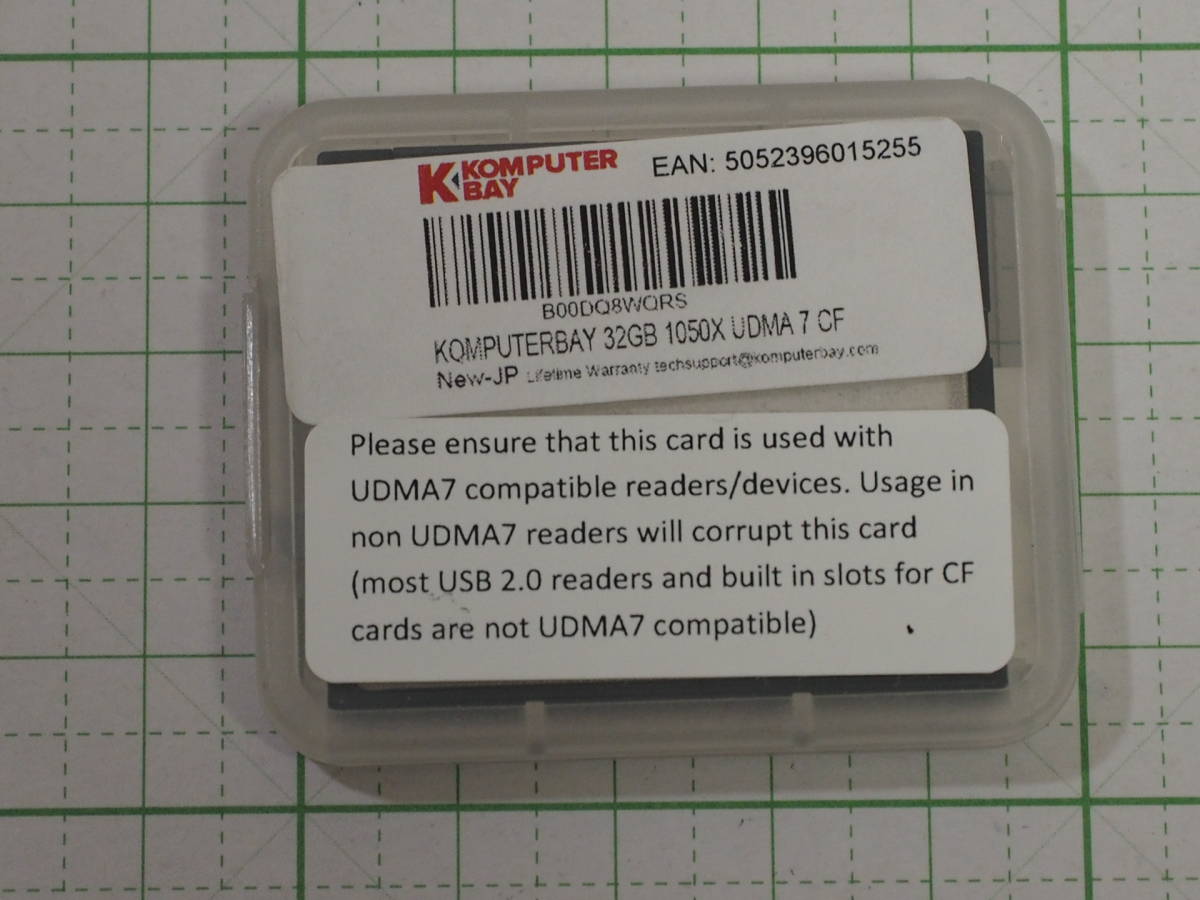 KOMPUTER
BAY
EAN: 5052396015255
B00DQ8WQRS
KOMPUTERBAY 32GB 1050X UDMA 7 CF
New-JP Lifetime Warranty techsupport@komputerbay.com
Please ensure that this card is used with
UDMA7 compatible readers/devices. Usage in
non UDMA7 readers will corrupt this card
(most USB 2.0 readers and built in slots for CF
cards are not UDMA7 compatible)